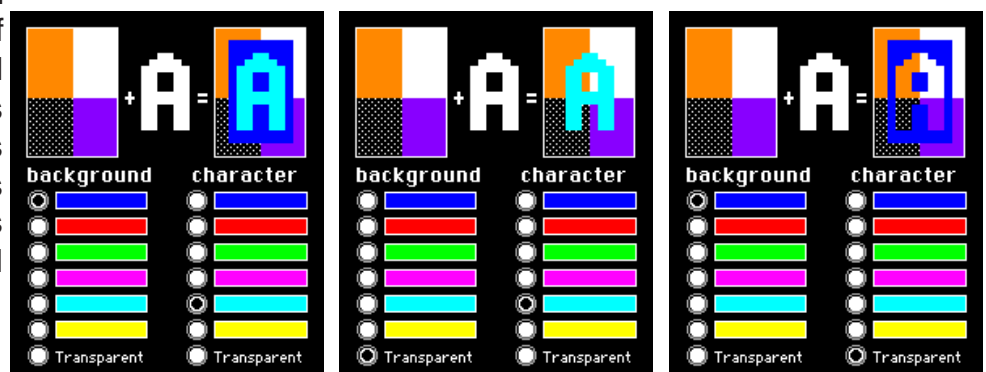 + A = A
background character
Transparent Transparent
+ A = A
background character
Transparent Transparent
+ A = A
background character
Transparent Transparent